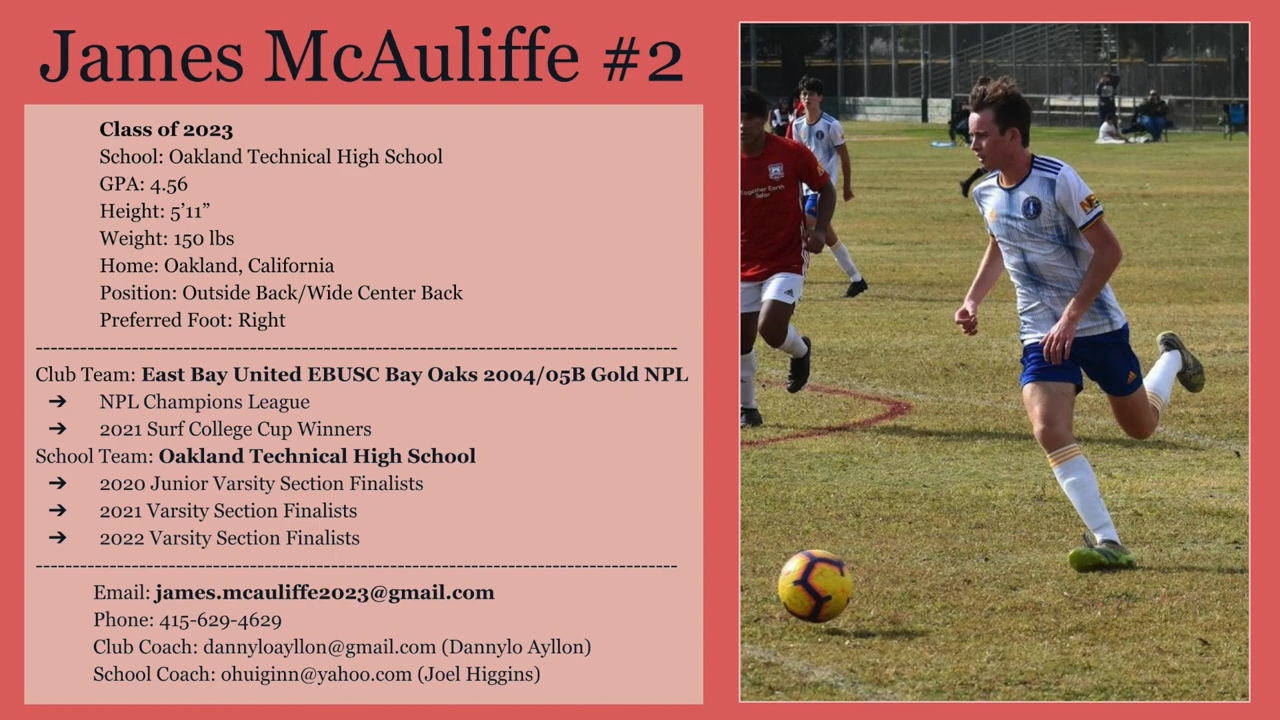 James McAuliffe #2
Class of 2023
School: Oakland Technical High School
GPA: 4.56
Height: 5’11”
Weight: 150 lbs
Home: Oakland, California
Position: Outside Back/Wide Center Back
Preferred Foot: Right
Club Team: East Bay United EBUSC Bay Oaks 2004/05B Gold NPL
➔ NPL Champions League
➔ 2021 Surf College Cup Winners
School Team: Oakland Technical High School
➔ 2020 Junior Varsity Section Finalists
➔ 2021 Varsity Section Finalists
➔ 2022 Varsity Section Finalists
Email: james.mcauliffe2023@gmail.com
Phone: 415-629-4629
Club Coach: dannyloayllon@gmail.com (Dannylo Ayllon)
School Coach: ohuiginn@yahoo.com (Joel Higgins)
Together Earth
Solar